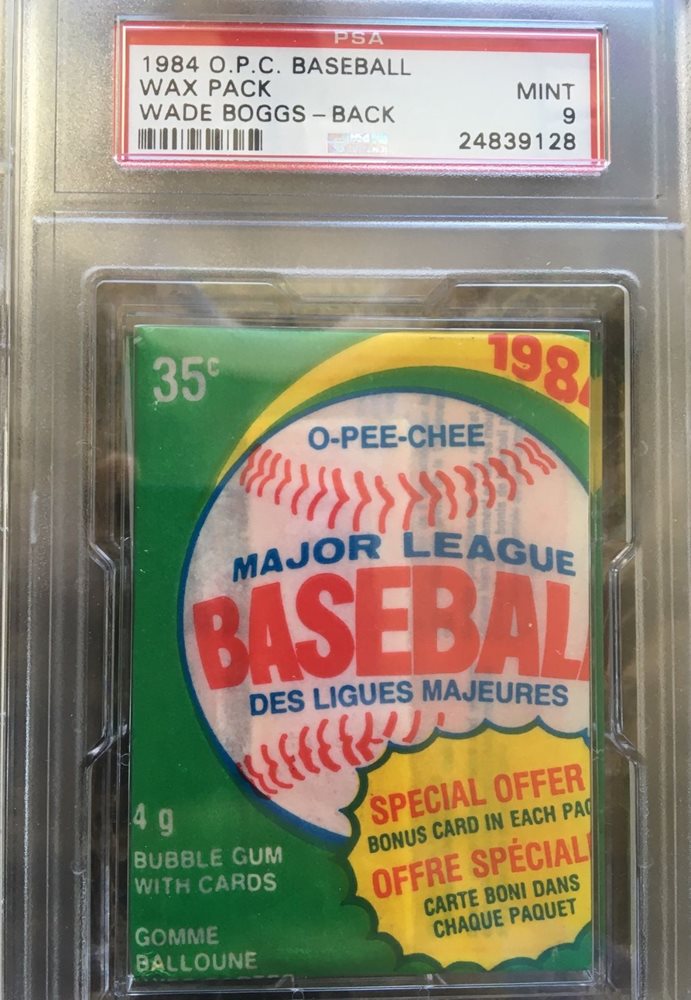 PSA
1984 O.P.C. BASEBALL
WAX PACK MINT
WADE BOGGS - BACK 9
24839128
35¢
1984
O-PEE-CHEE
MAJOR LEAGUE
BASEBAL
DES LIGUES MAJEURES
SPECIAL OFFER
BONUS CARD IN EACH PAC
OFFRE SPÉCIAL
CARTE BONI DANS
CHAQUE PAQUET
4 g
BUBBLE GUM
WITH CARDS
GOMME
BALLOUNE